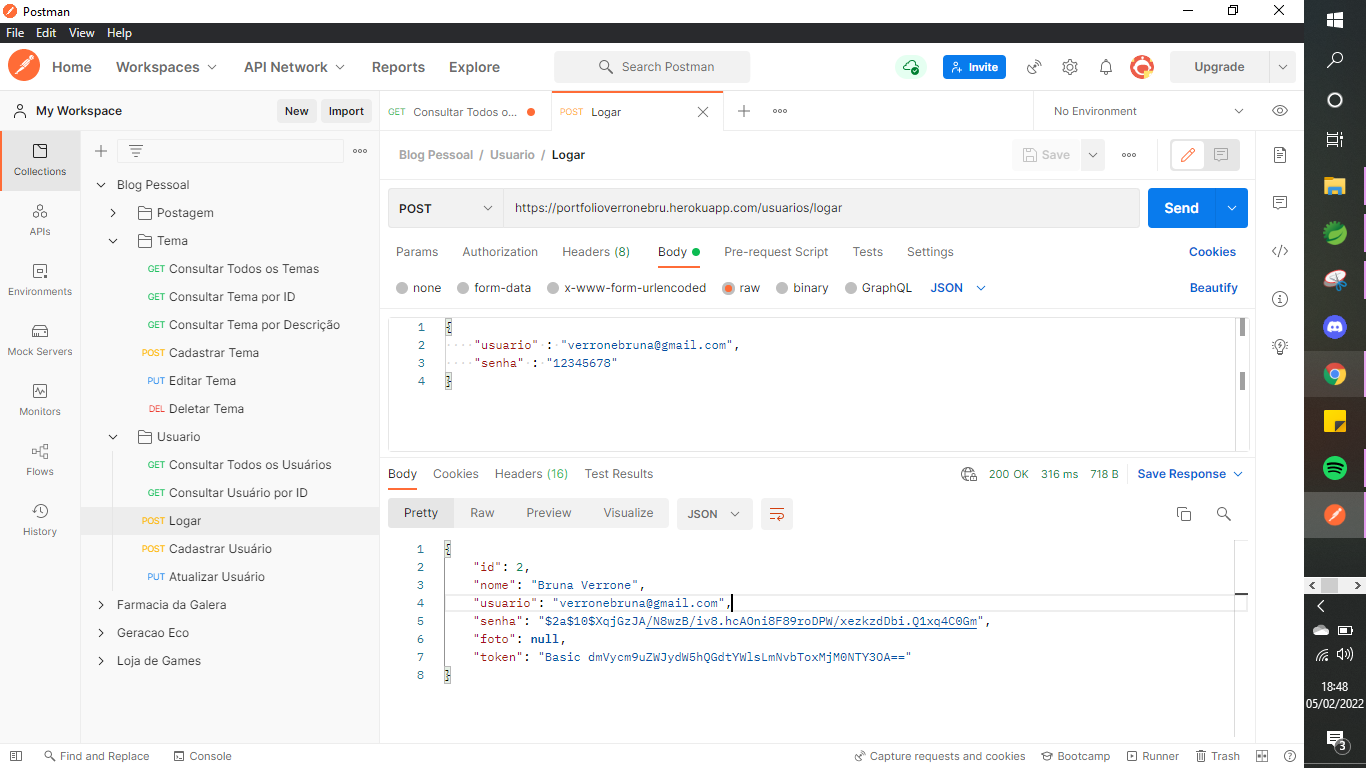 Postman
File Edit View Help
Home Workspaces API Network Reports Explore Search Postman Invite Upgrade
My Workspace New Import
GET Consultar Todos o... POST Logar No Environment
Blog Pessoal / Usuario / Logar Save
POST https://portfolioverronebru.herokuapp.com/usuarios/logar Send
Params Authorization Headers (8) Body Pre-request Script Tests Settings Cookies
none form-data x-www-form-urlencoded raw binary GraphQL JSON Beautify
1 {
2 "usuario" : "verronebruna@gmail.com",
3 "senha" : "12345678"
4 }
Body Cookies Headers (16) Test Results 200 OK 316 ms 718 B Save Response
Pretty Raw Preview Visualize JSON
1 {
2 "id": 2,
3 "nome": "Bruna Verrone",
4 "usuario": "verronebruna@gmail.com",
5 "senha": "$2a$10$XqjGzJA/N8wzB/iv8.hcAOni8F89roDPW/xezkzdDbi.Q1xq4C0Gm",
6 "foto": null,
7 "token": "Basic dmVycm9uZWJydW5hQGdtYWlsLmNvbToxMjM0NTY3OA=="
8 }
Collections
APIs
Environments
Mock Servers
Monitors
Flows
History
Blog Pessoal
Postagem
Tema
GET Consultar Todos os Temas
GET Consultar Tema por ID
GET Consultar Tema por Descrição
POST Cadastrar Tema
PUT Editar Tema
DEL Deletar Tema
Usuario
GET Consultar Todos os Usuários
GET Consultar Usuário por ID
POST Logar
POST Cadastrar Usuário
PUT Atualizar Usuário
Farmacia da Galera
Geracao Eco
Loja de Games
Find and Replace Console Capture requests and cookies Bootcamp Runner Trash
18:48
05/02/2022
3